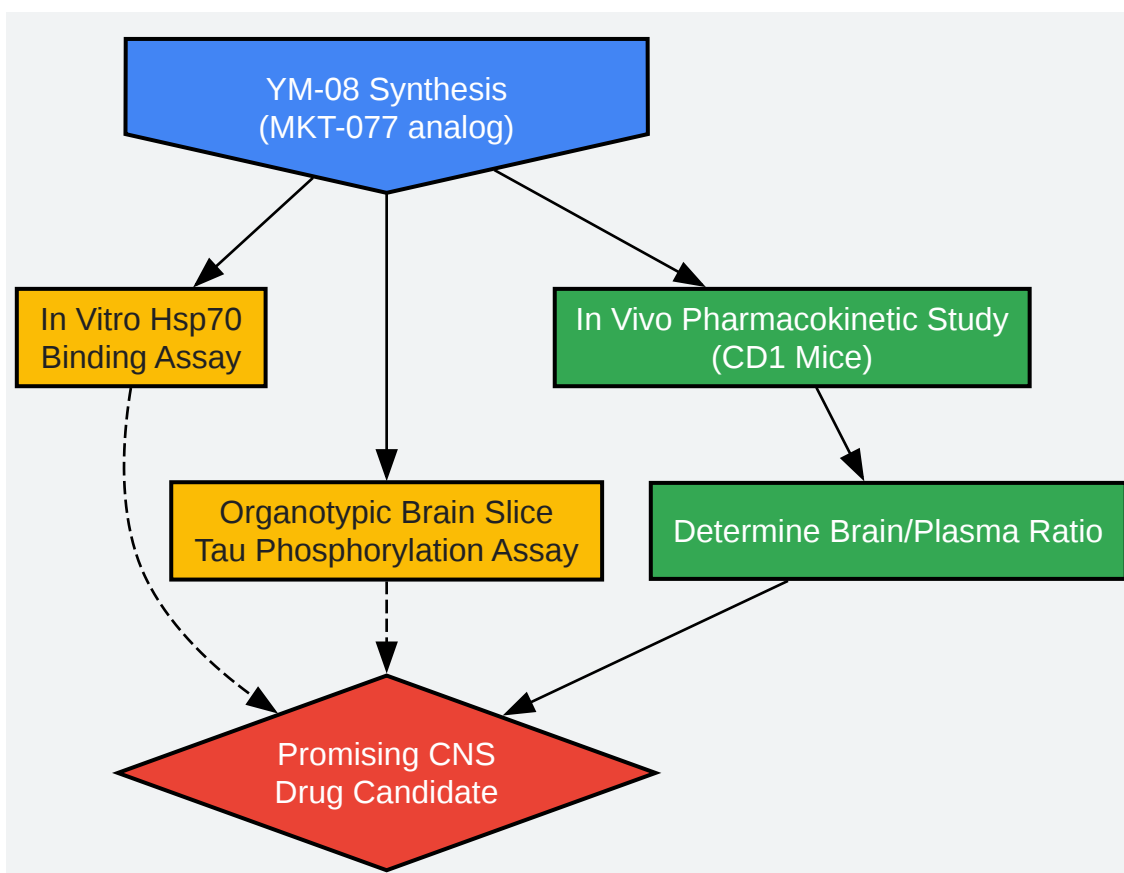 YM-08 Synthesis
(MKT-077 analog)
In Vitro Hsp70
Binding Assay
In Vivo Pharmacokinetic Study
(CD1 Mice)
Organotypic Brain Slice
Tau Phosphorylation Assay
Determine Brain/Plasma Ratio
Promising CNS
Drug Candidate